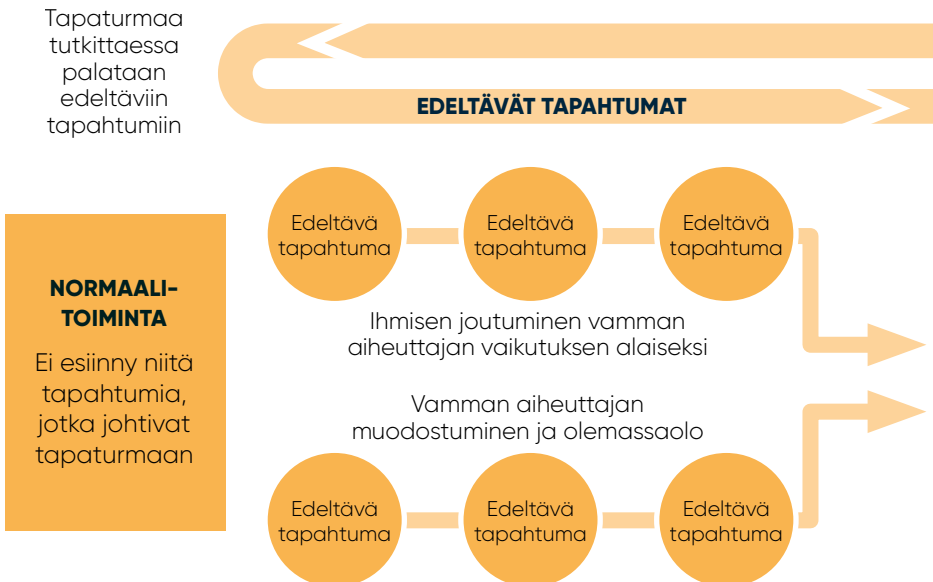 Tapaturmaa
tutkittaessa
palataan
edeltäviin
tapahtumiin
EDELTÄVÄT TAPAHTUMAT
Edeltävä
tapahtuma
Edeltävä
tapahtuma
Edeltävä
tapahtuma
NORMAALI-
TOIMINTA
Ei esiinny niitä
tapahtumia,
jotka johtivat
tapaturmaan
Ihmisen joutuminen vamman
aiheuttajan vaikutuksen alaiseksi
Vamman aiheuttajan
muodostuminen ja olemassaolo
Edeltävä
tapahtuma
Edeltävä
tapahtuma
Edeltävä
tapahtuma